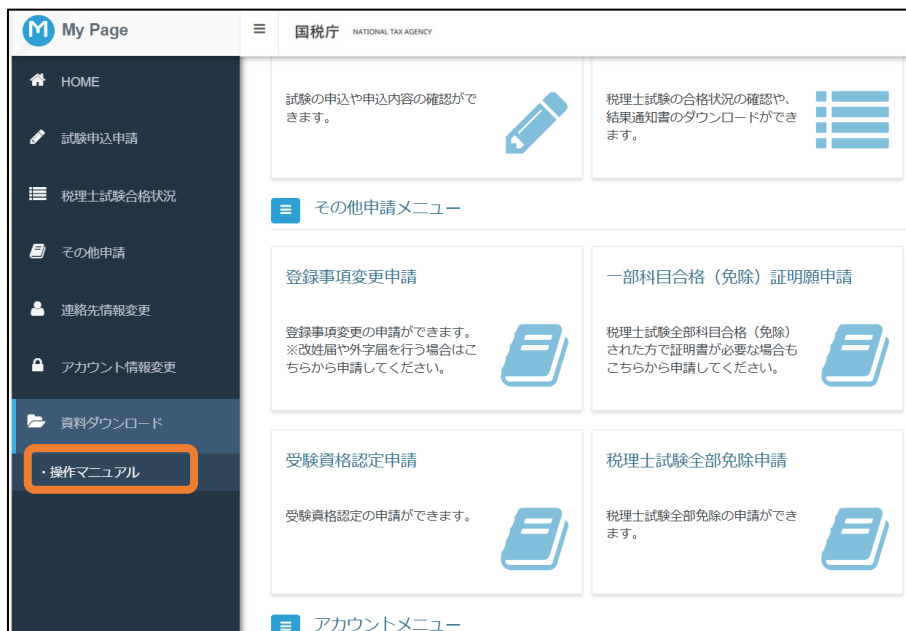 My Page
国税庁 NATIONAL TAX AGENCY
HOME
試験申込申請
税理士試験合格状況
その他申請
連絡先情報変更
アカウント情報変更
資料ダウンロード
・操作マニュアル
試験の申込や申込内容の確認がで
きます。
税理士試験の合格状況の確認や、
結果通知書のダウンロードができ
ます。
その他申請メニュー
登録事項変更申請
登録事項変更の申請ができます。
※改姓届や外字届を行う場合はこ
ちらから申請してください。
一部科目合格（免除）証明願申請
税理士試験全部科目合格（免除）
された方で証明書が必要な場合も
こちらから申請してください。
受験資格認定申請
受験資格認定の申請ができます。
税理士試験全部免除申請
税理士試験全部免除の申請ができ
ます。
アカウントメニュー